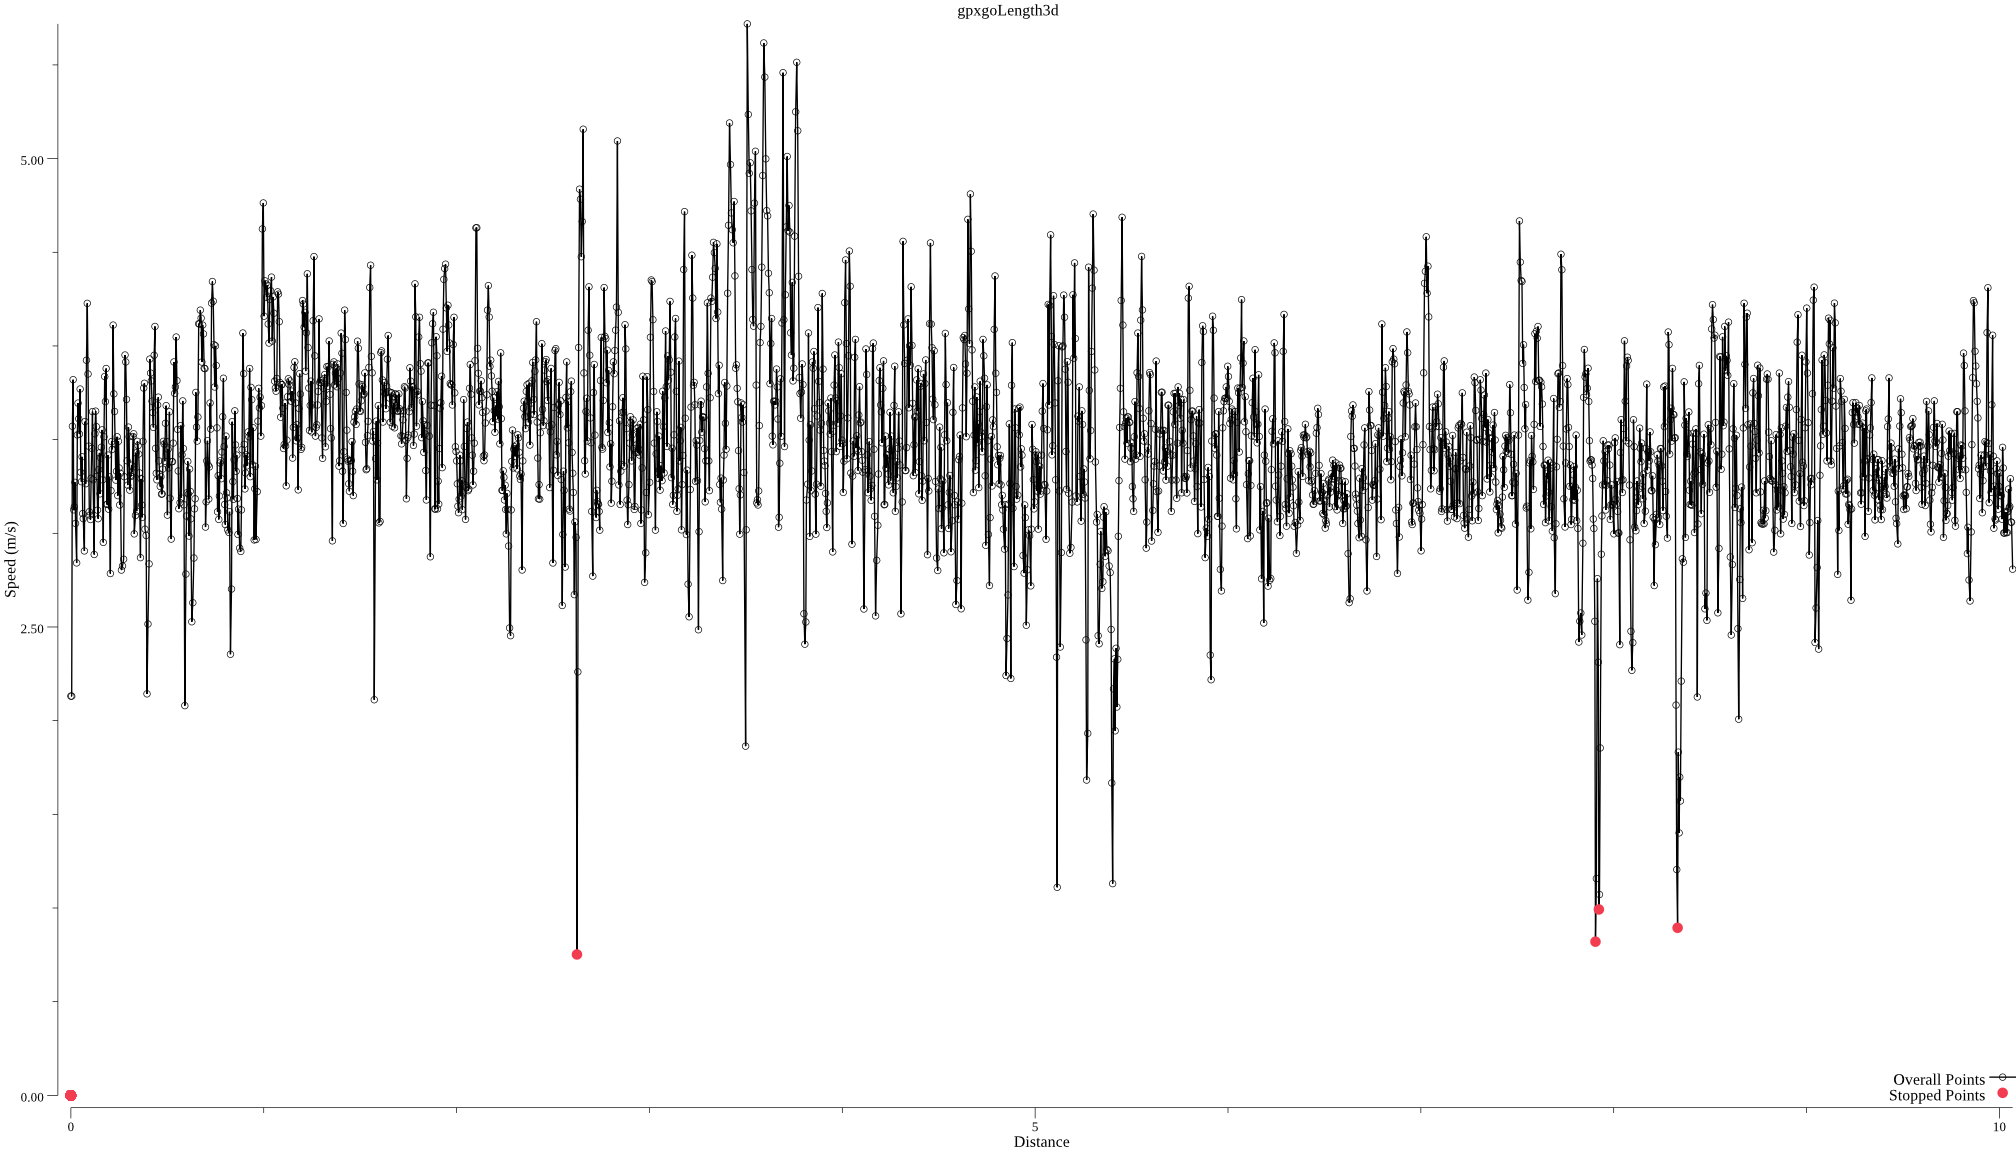 gpxgoLength3d
5.00
Speed (m/s)
2.50
0.00
Overall Points
Stopped Points
0
5
10
Distance